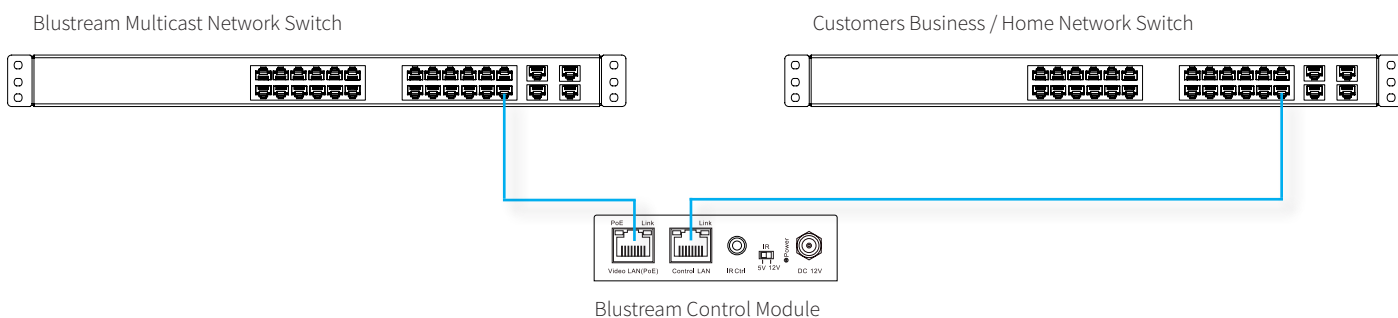 Blustream Multicast Network Switch
Customers Business / Home Network Switch
PoE Link
Link
IR
Power
5V 12V
Video LAN(PoE)
Control LAN
IR Ctrl
DC 12V
Blustream Control Module